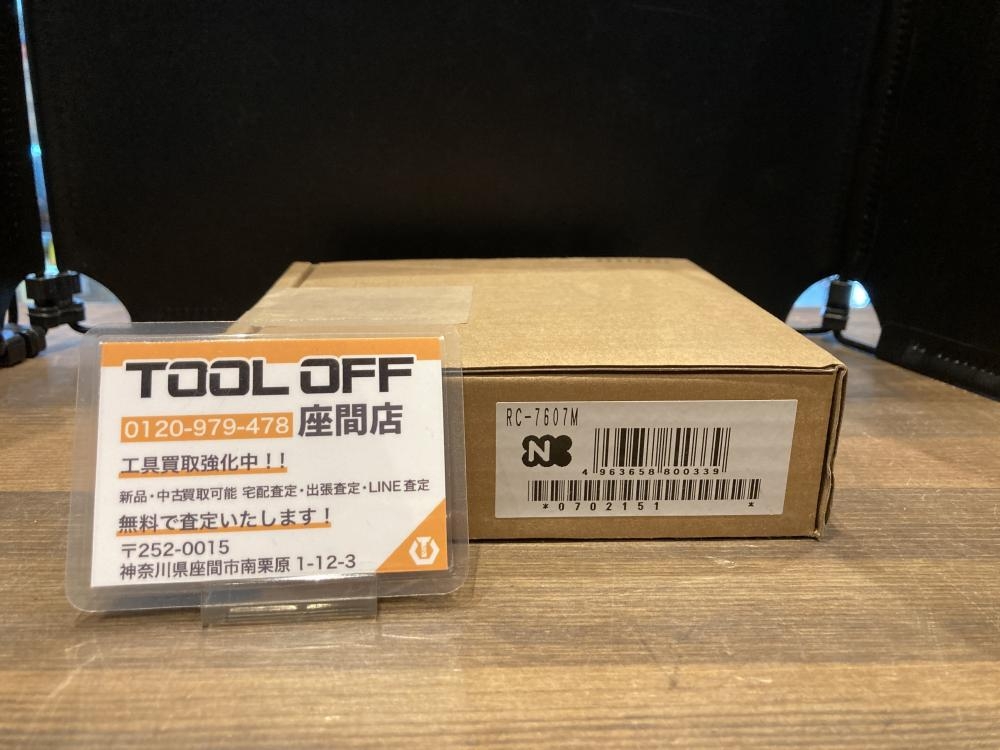 TOOL OFF
0120-979-478 座間店
工具買取強化中!!
新品・中古買取可能 宅配査定・出張査定・LINE査定
無料で査定いたします!
〒252-0015
神奈川県座間市南栗原 1-12-3
RC-7607M
N
4 963658 800339
*0702151 *